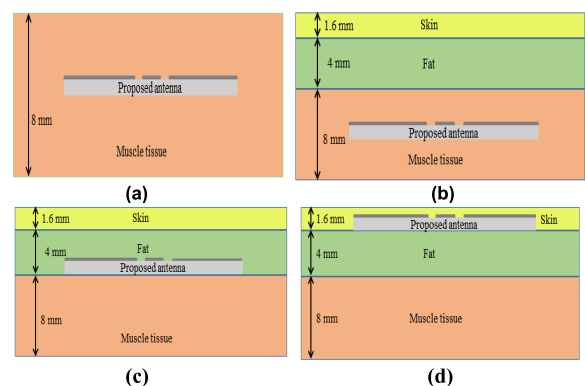 Proposed antenna
8 mm
Muscle tissue
(a)
1.6 mm
Skin
4 mm
Fat
Proposed antenna
8 mm
Muscle tissue
(b)
1.6 mm
Skin
4 mm
Fat
Proposed antenna
8 mm
Muscle tissue
(c)
1.6 mm
Proposed antenna
Skin
4 mm
Fat
8 mm
Muscle tissue
(d)